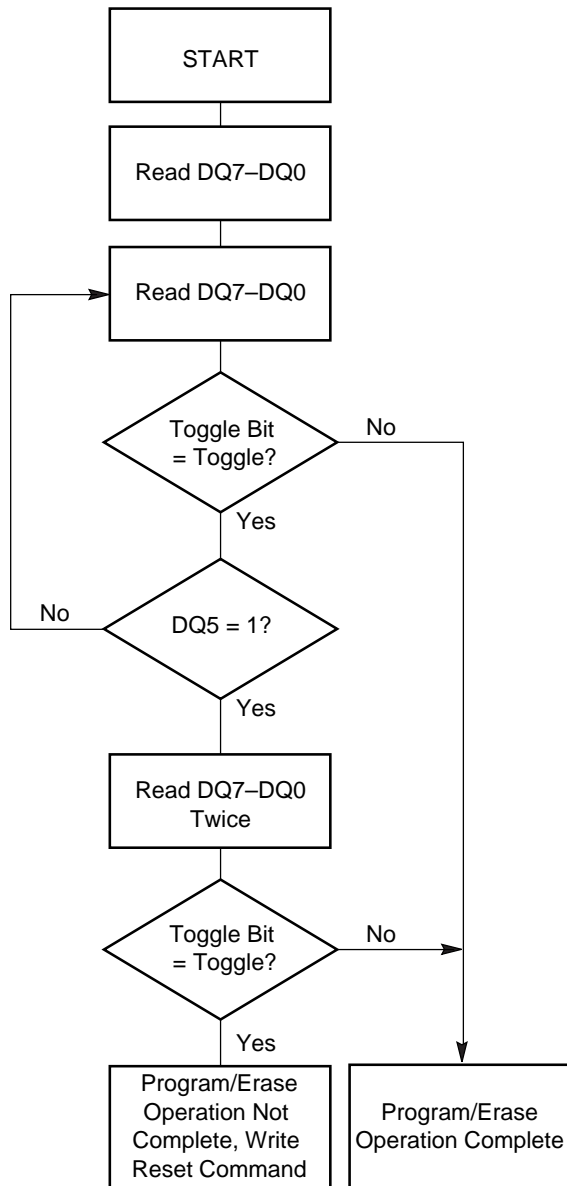 START
Read DQ7–DQ0
Read DQ7–DQ0
Toggle Bit
= Toggle?
No
Yes
No
DQ5 = 1?
Yes
Read DQ7–DQ0
Twice
Toggle Bit
= Toggle?
No
Yes
Program/Erase
Operation Not
Complete, Write
Reset Command
Program/Erase
Operation Complete